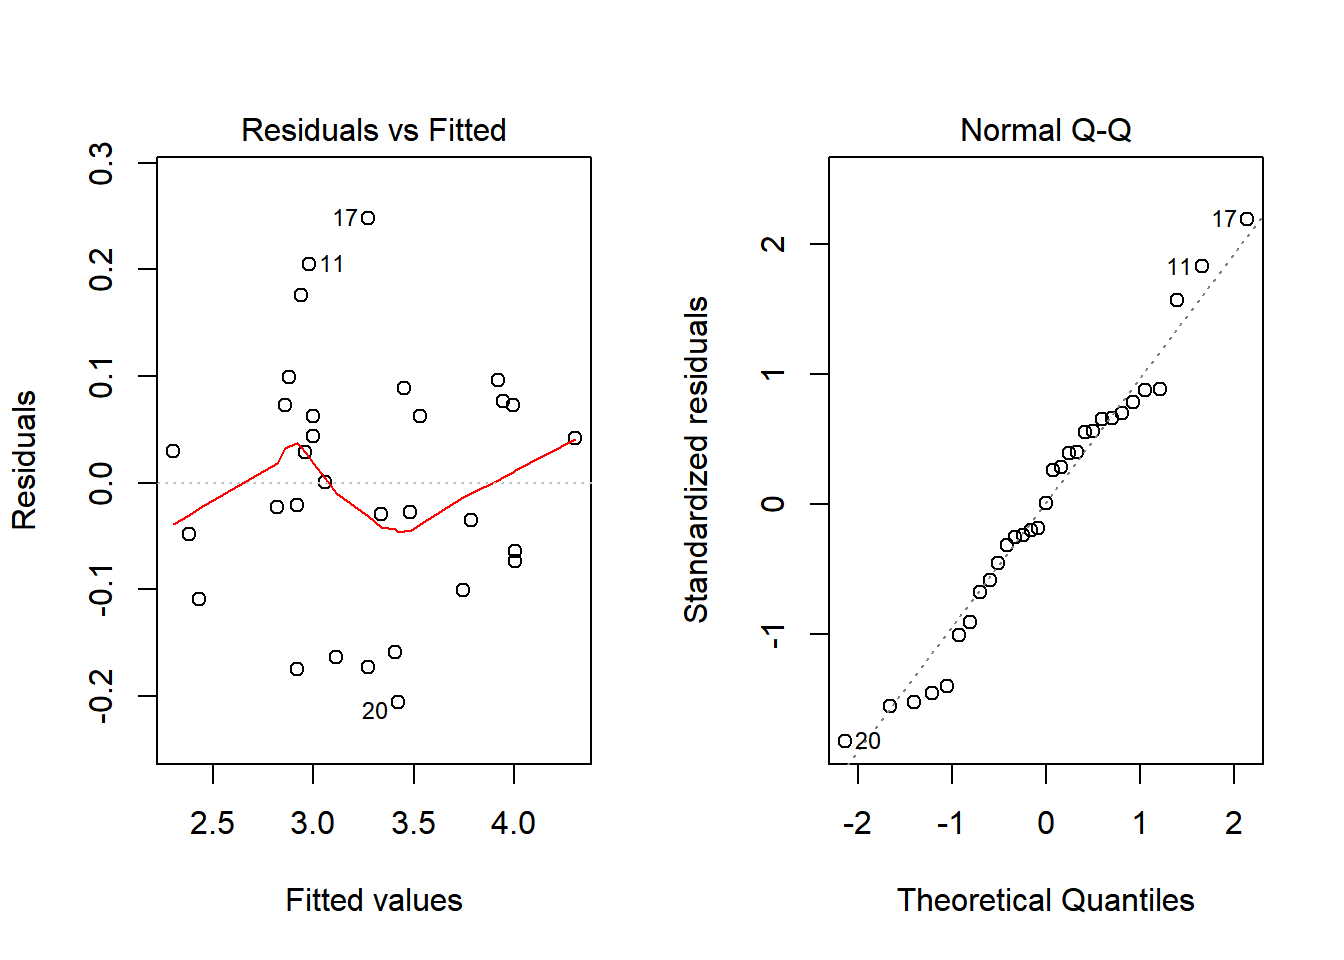 Residuals vs Fitted
Residuals
0.3
0.2
0.1
0.0
-0.1
-0.2
17
11
20
2.5 3.0 3.5 4.0
Fitted values
Normal Q-Q
Standardized residuals
2
1
0
-1
17
11
20
-2 -1 0 1 2
Theoretical Quantiles